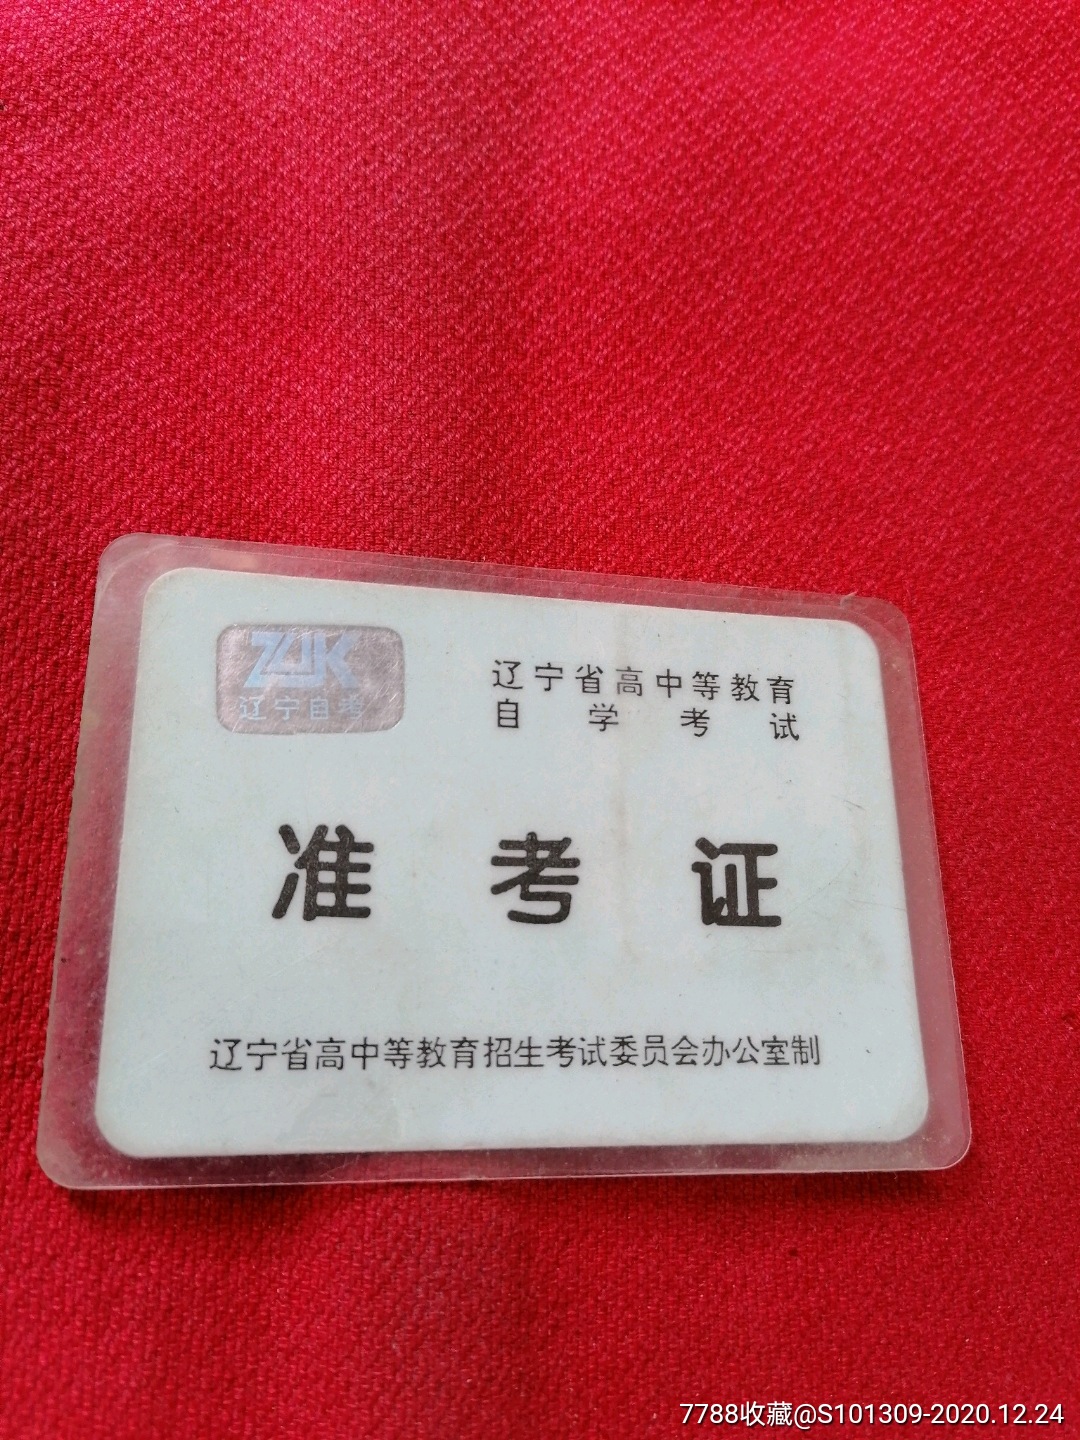 ZJK
辽宁自考
辽宁省高中等教育
自学考试
准考证
辽宁省高中等教育招生考试委员会办公室制
7788收藏@S101309-2020.12.24